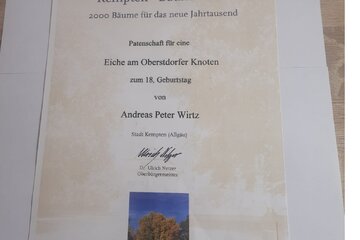 Kempten
2000 Bäume für das neue Jahrtausend
Patenschaft für eine
Eiche am Oberstdorfer Knoten
zum 18. Geburtstag
von
Andreas Peter Wirtz
Stadt Kempten (Allgäu)
Dr. Ulrich Netzer
Oberbürgermeister